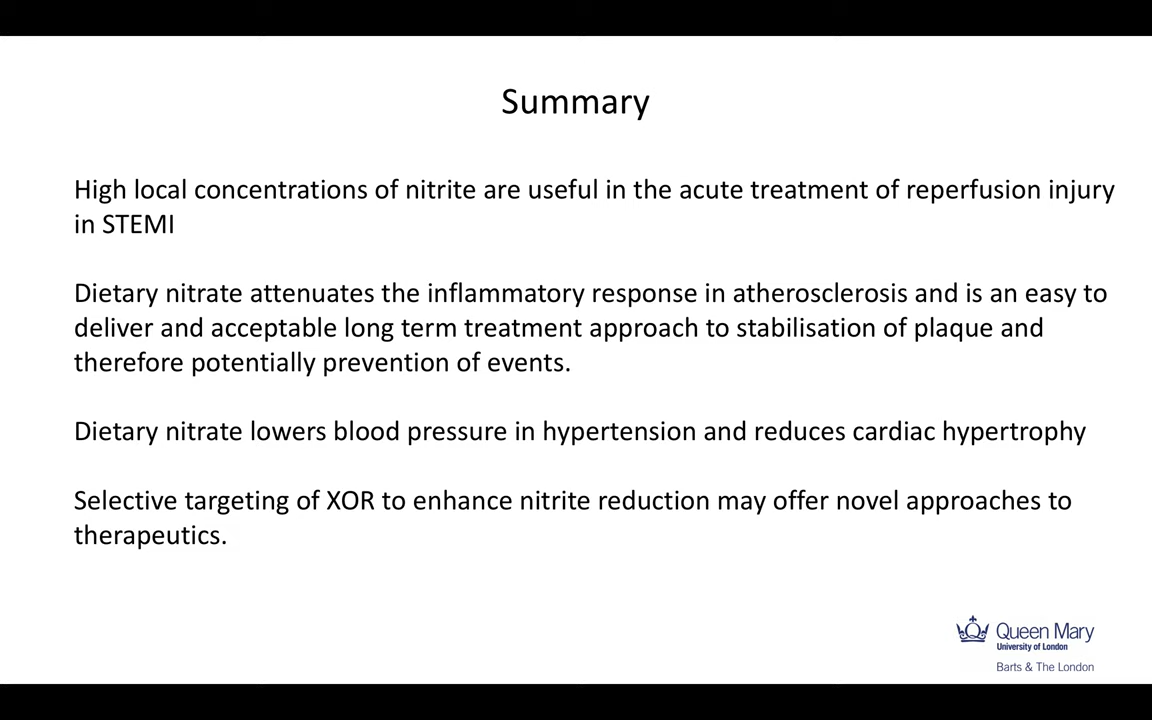 Summary
High local concentrations of nitrite are useful in the acute treatment of reperfusion injury
in STEMI
Dietary nitrate attenuates the inflammatory response in atherosclerosis and is an easy to
deliver and acceptable long term treatment approach to stabilisation of plaque and
therefore potentially prevention of events.
Dietary nitrate lowers blood pressure in hypertension and reduces cardiac hypertrophy
Selective targeting of XOR to enhance nitrite reduction may offer novel approaches to
therapeutics.
Queen Mary
University of London
Barts & The London